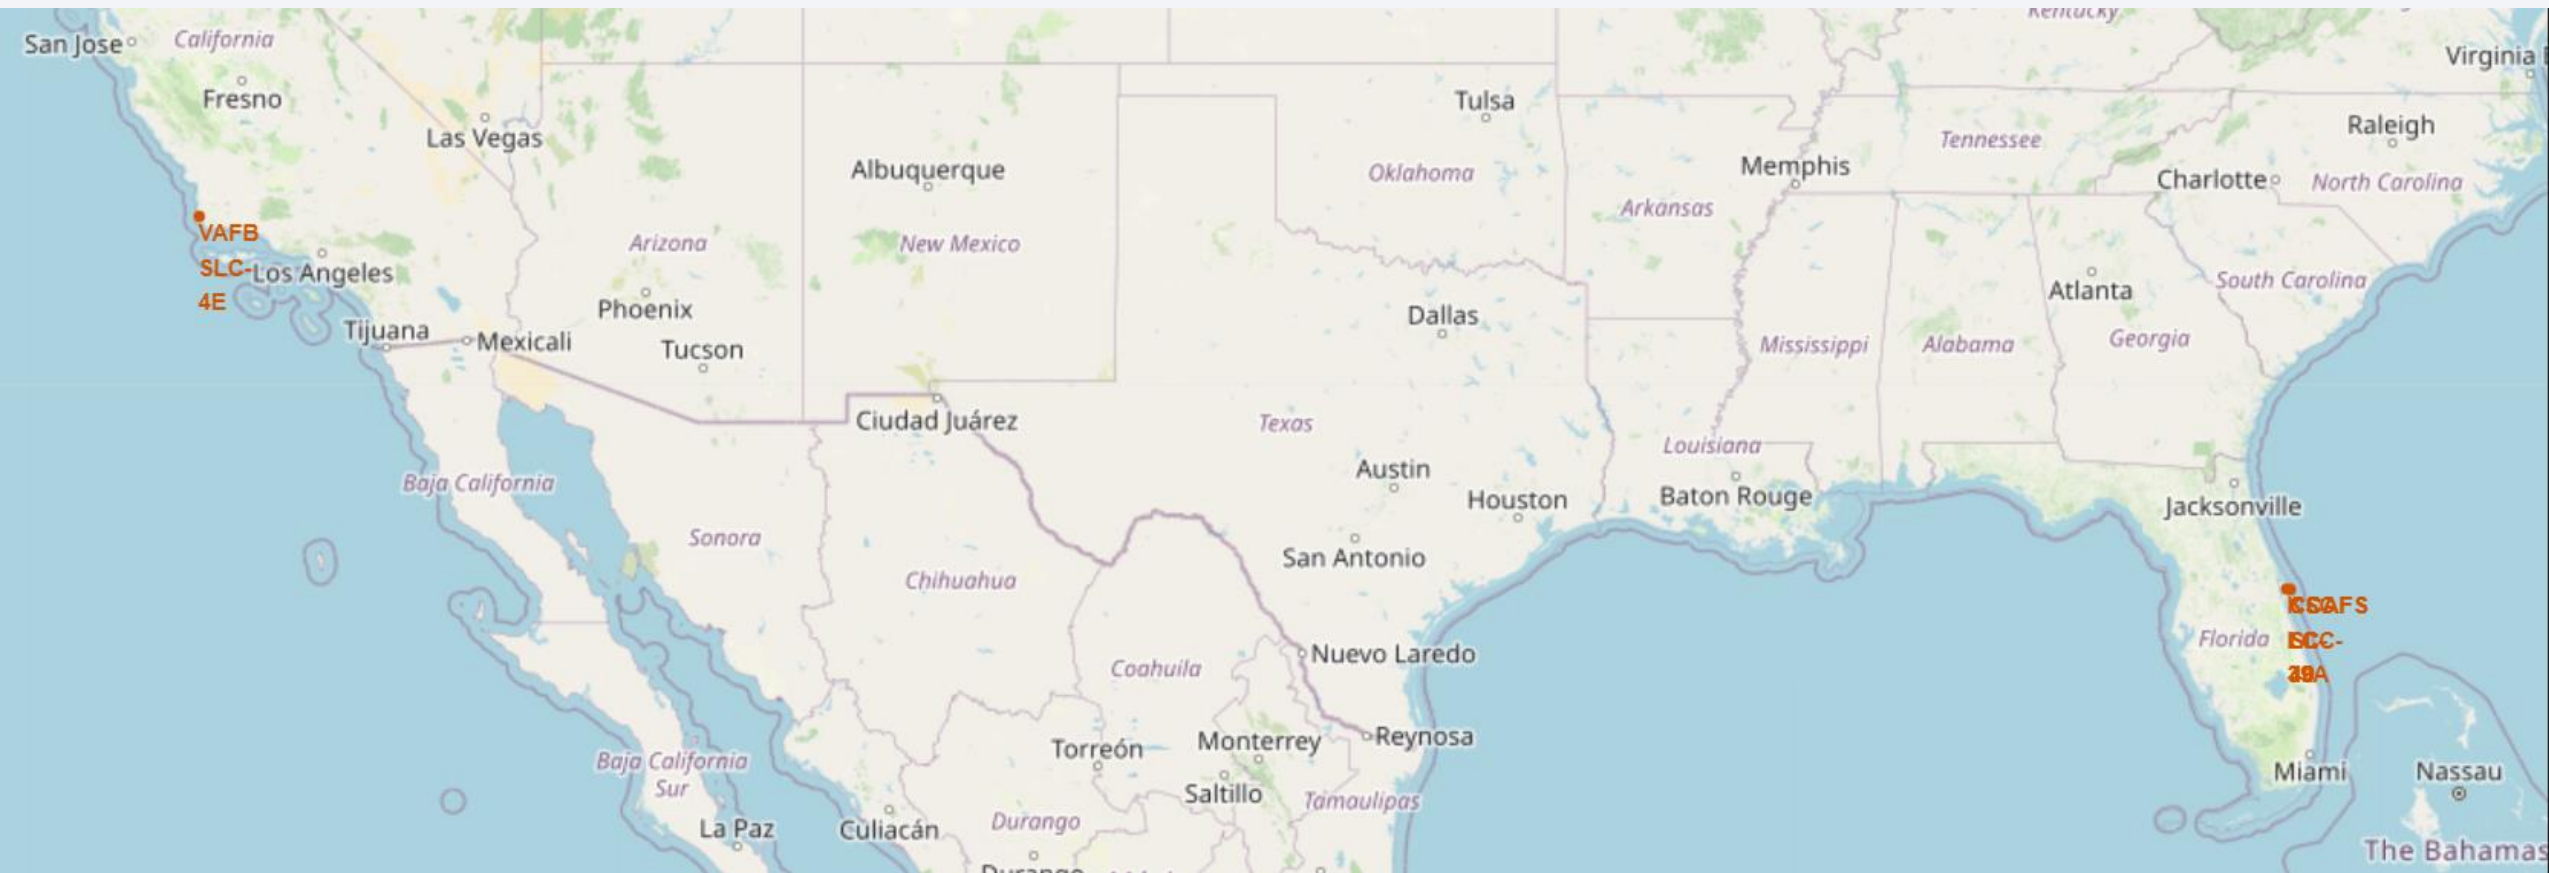 Kentucky
San Jose
California
Virginia
Fresno
Tulsa
Las Vegas
Raleigh
Tennessee
Albuquerque
Oklahoma
Memphis
Charlotte
North Carolina
Arkansas
VAFB
SLC-
4E
Arizona
New Mexico
Los Angeles
Atlanta
South Carolina
Phoenix
Dallas
Tijuana
Mexicali
Tucson
Mississippi
Alabama
Georgia
Ciudad Juárez
Texas
Louisiana
Austin
Baja California
Houston
Baton Rouge
Jacksonville
Sonora
San Antonio
Chihuahua
Florida
Nuevo Laredo
Coahuila
Reynosa
Torreón
Monterrey
Baja California
Sur
Saltillo
Tamaulipas
Miami
Nassau
La Paz
Culiacán
Durango
The Bahamas
Durango